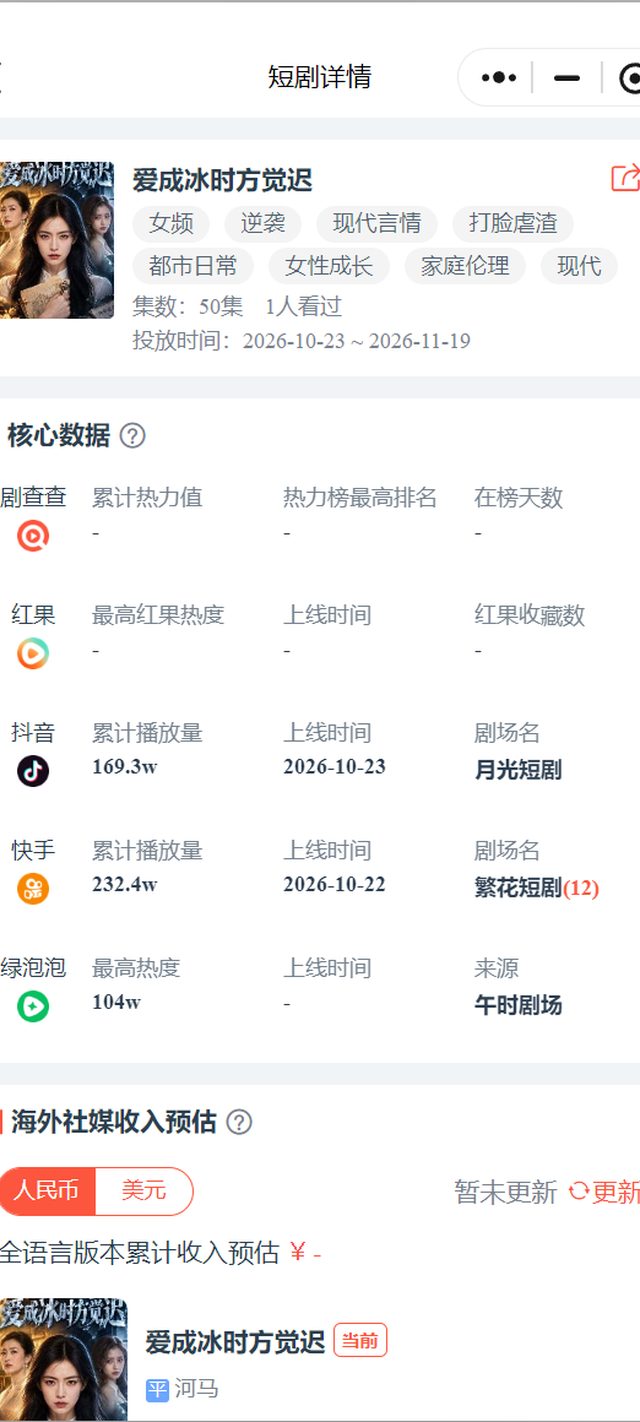 短剧详情
爱成冰时方觉迟
爱成冰时方觉迟
女频 逆袭 现代言情 打脸虐渣
都市日常 女性成长 家庭伦理 现代
集数：50集 1人看过
投放时间：2026-10-23 ~ 2026-11-19
核心数据 ?
剧查查 累计热力值 热力榜最高排名 在榜天数
- - -
红果 最高红果热度 上线时间 红果收藏数
- - -
抖音 累计播放量 上线时间 剧场名
169.3w 2026-10-23 月光短剧
快手 累计播放量 上线时间 剧场名
232.4w 2026-10-22 繁花短剧(12)
绿泡泡 最高热度 上线时间 来源
104w - 午时剧场
海外社媒收入预估 ?
人民币 美元 暂未更新 更新
全语言版本累计收入预估 ¥ -
爱成冰时方觉迟
爱成冰时方觉迟 当前
平 河马